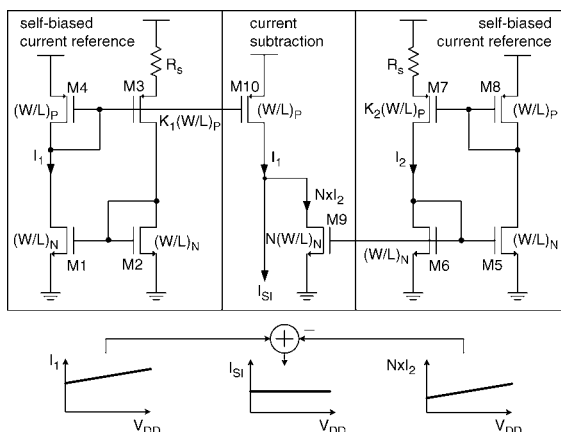 self-biased
current reference
current
subtraction
self-biased
current reference
R_s
R_s
M4
M3
M10
M7
M8
(W/L)_P
K_1(W/L)_P
(W/L)_P
K_2(W/L)_P
(W/L)_P
I_1
I_1
I_2
NxI_2
M9
(W/L)_N
(W/L)_N
N(W/L)_N
(W/L)_N
(W/L)_N
M1
M2
M6
M5
I_SI
+
−
I_1
I_SI
NxI_2
V_DD
V_DD
V_DD